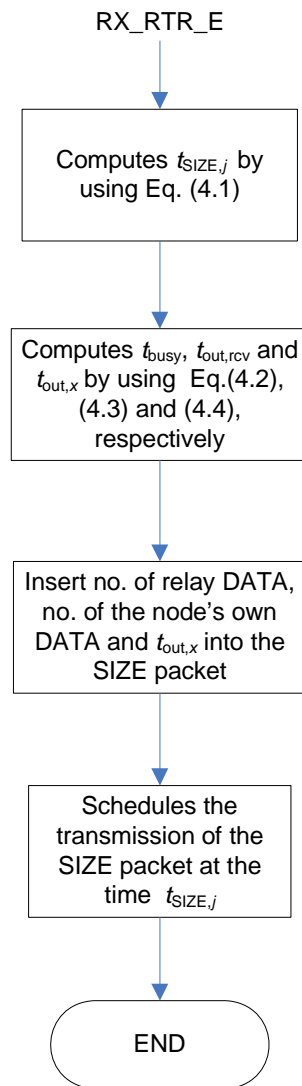 RX_RTR_E
Computes tSIZE,j by
using Eq. (4.1)
Computes tbusy, tout,rcv and
tout,x by using Eq.(4.2),
(4.3) and (4.4),
respectively
Insert no. of relay DATA,
no. of the node's own
DATA and tout,x into the
SIZE packet
Schedules the
transmission of the
SIZE packet at the
time tSIZE,j
END